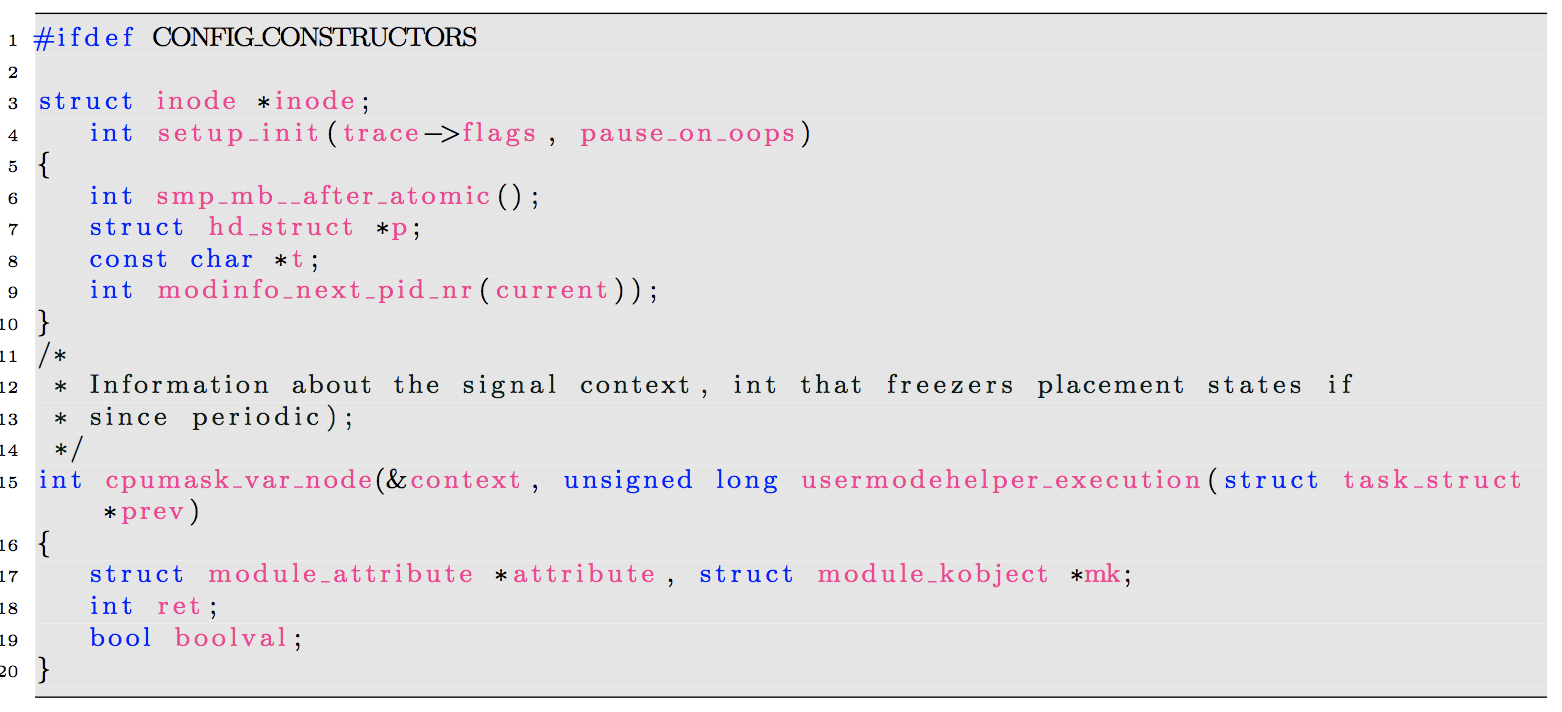 1 #ifdef CONFIG_CONSTRUCTORS
2
3 struct inode *inode;
4 int setup_init(trace->flags, pause_on_oops)
5 {
6 int smp_mb__after_atomic();
7 struct hd_struct *p;
8 const char *t;
9 int modinfo_next_pid_nr(current));
10 }
11 /*
12 * Information about the signal context, int that freezers placement states if
13 * since periodic);
14 */
15 int cpumask_var_node(&context, unsigned long usermodehelper_execution(struct task_struct
*prev)
16 {
17 struct module_attribute *attribute, struct module_kobject *mk;
18 int ret;
19 bool boolval;
20 }